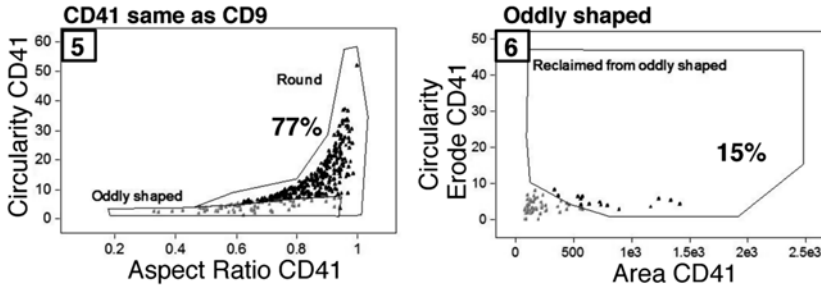 CD41 same as CD9
5
Circularity CD41
60
50
40
30
20
10
0
Round
77%
Oddly shaped
0.2
0.4
0.6
0.8
1
Aspect Ratio CD41
Oddly shaped
6
Circularity
Erode CD41
50
40
30
20
10
0
Reclaimed from oddly shaped
15%
0
500
1e3
1.5e3
2e3
2.5e3
Area CD41